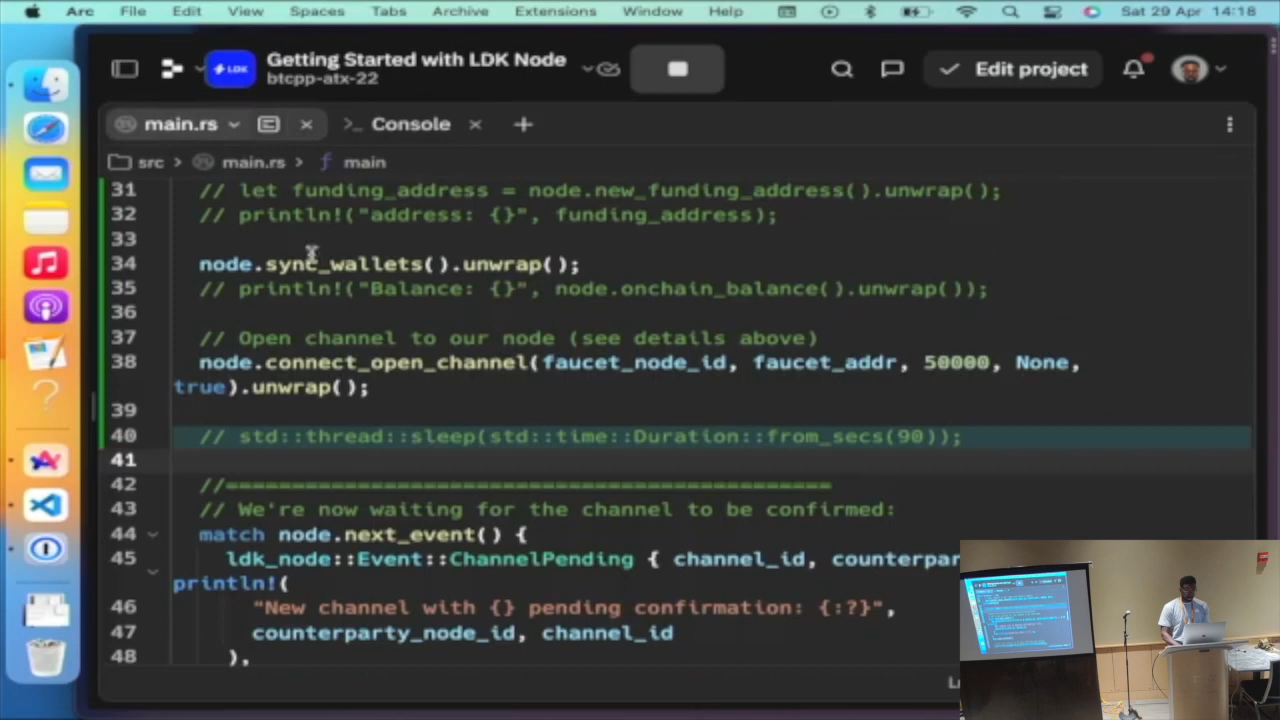 Arc File Edit View Spaces Tabs Archive Extensions Window Help Sat 29 Apr 14:18
LDK Getting Started with LDK Node
btcpp-atx-22
Edit project
main.rs Console
src > main.rs > f main
31 // let funding_address = node.new_funding_address().unwrap();
32 // println!("address: {}", funding_address);
33
34 node.sync_wallets().unwrap();
35 // println!("Balance: {}", node.onchain_balance().unwrap());
36
37 // Open channel to our node (see details above)
38 node.connect_open_channel(faucet_node_id, faucet_addr, 50000, None,
true).unwrap();
39
40 // std::thread::sleep(std::time::Duration::from_secs(90));
41
42 //==============================================
43 // We're now waiting for the channel to be confirmed:
44 match node.next_event() {
45 ldk_node::Event::ChannelPending { channel_id,
println!(
46 "New channel with {} pending confirmation: {:?}",
47 counterparty_node_id, channel_id
48 ),